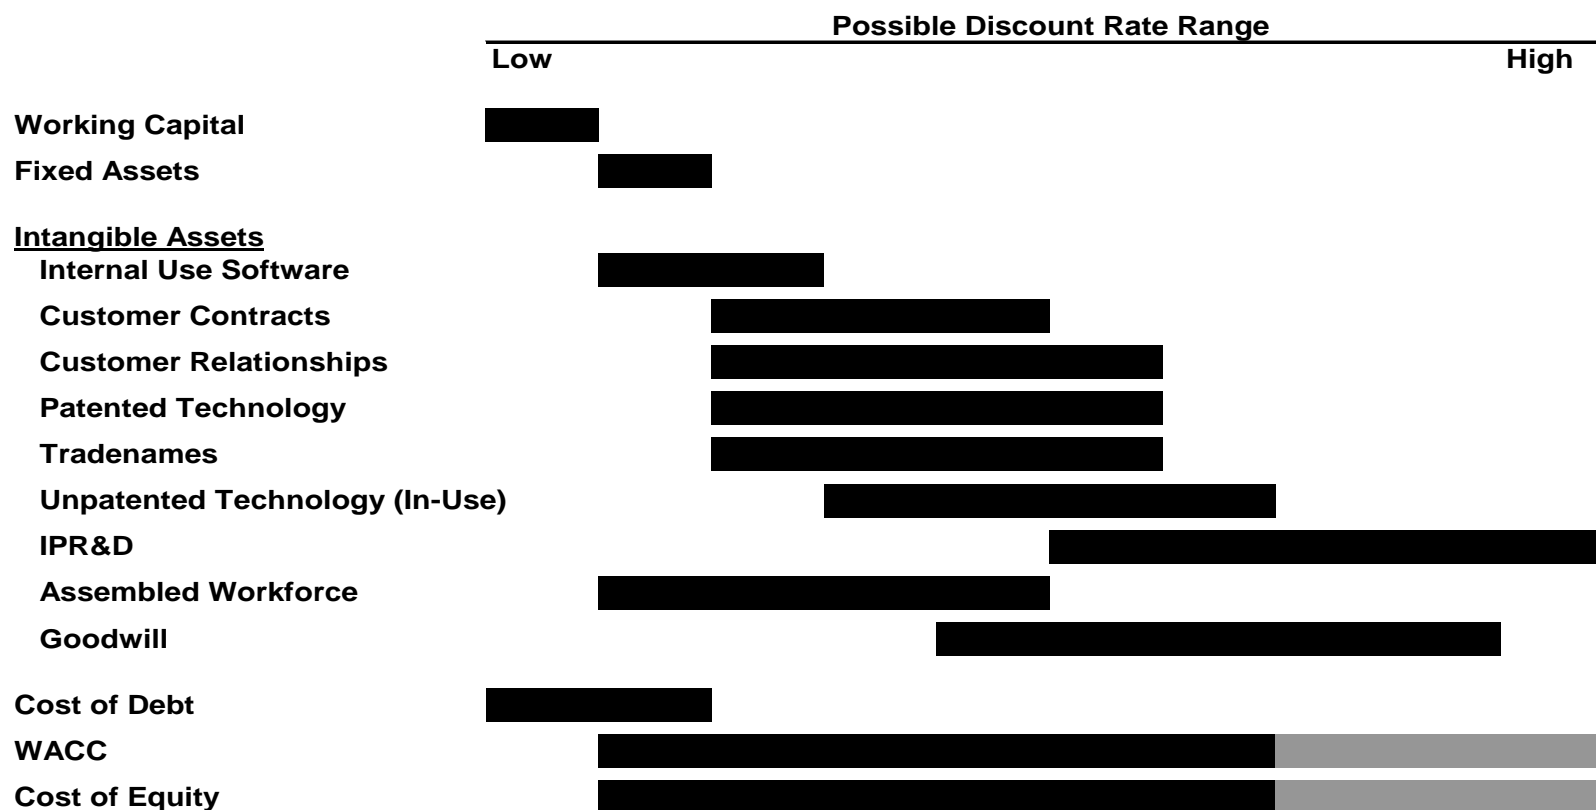 Possible Discount Rate Range
Low High
Working Capital
Fixed Assets
Intangible Assets
Internal Use Software
Customer Contracts
Customer Relationships
Patented Technology
Tradenames
Unpatented Technology (In-Use)
IPR&D
Assembled Workforce
Goodwill
Cost of Debt
WACC
Cost of Equity